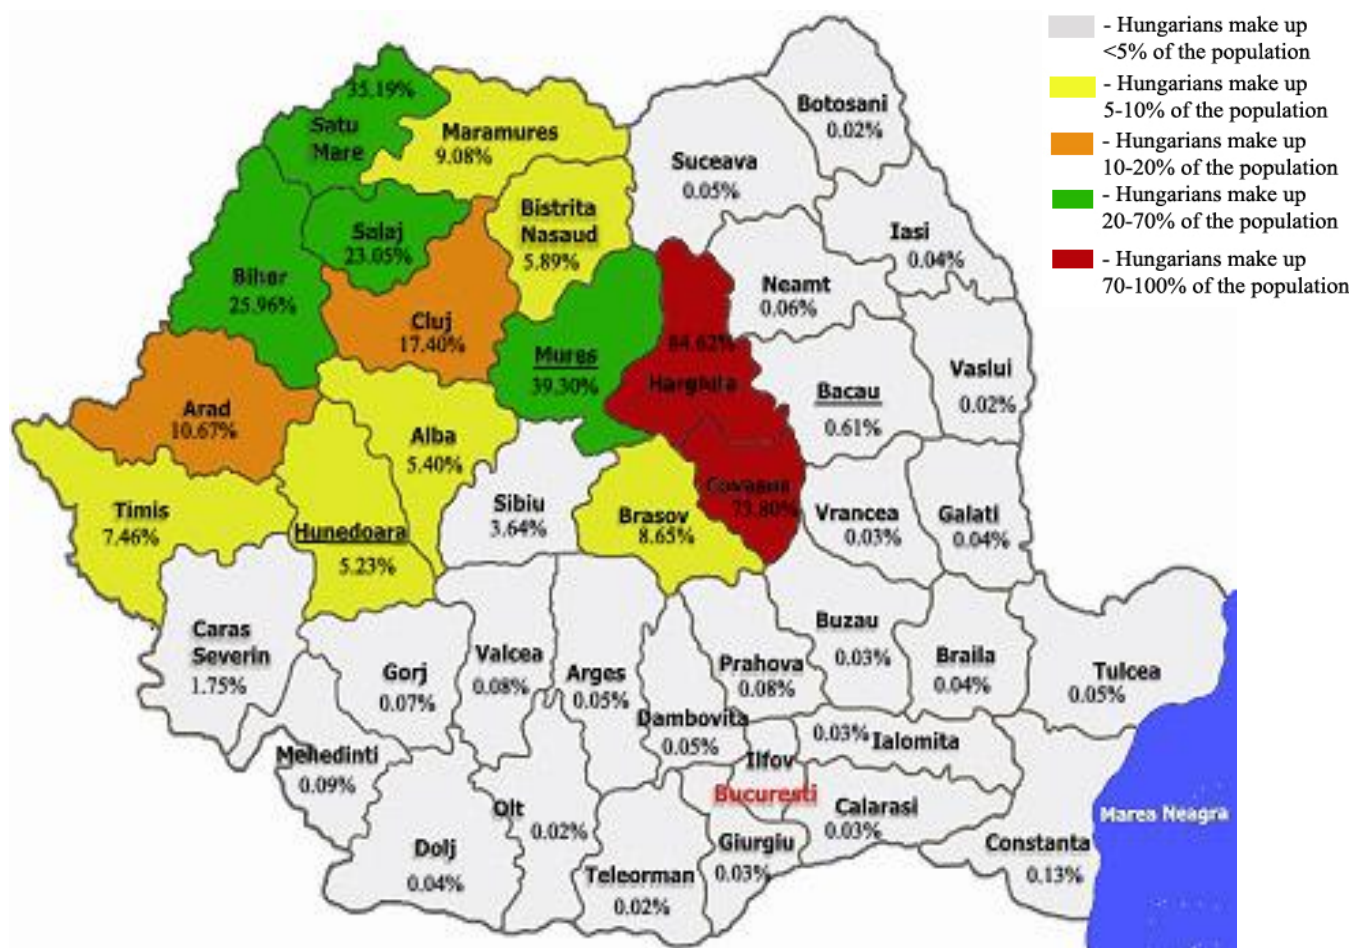 - Hungarians make up
<5% of the population
- Hungarians make up
5-10% of the population
- Hungarians make up
10-20% of the population
- Hungarians make up
20-70% of the population
- Hungarians make up
70-100% of the population
35.19%
Satu
Mare
Maramures
9.08%
Botosani
0.02%
Suceava
0.05%
Bistrita
Nasaud
5.89%
Salaj
23.05%
Iasi
0.04%
Bihor
25.96%
Neamt
0.06%
Cluj
17.40%
Mures
39.30%
84.62%
Harghita
Vaslui
0.02%
Bacau
0.61%
Arad
10.67%
Alba
5.40%
Timis
7.46%
Hunedoara
5.23%
Sibiu
3.64%
Brasov
8.65%
Covasna
73.80%
Vrancea
0.03%
Galati
0.04%
Caras
Severin
1.75%
Gorj
0.07%
Valcea
0.08%
Arges
0.05%
Prahova
0.08%
Buzau
0.03%
Braila
0.04%
Tulcea
0.05%
Dambovita
0.05%
0.03% Ialomita
Mehedinti
0.09%
Ilfov
Bucuresti
Calarasi
0.03%
Marea Neagra
Olt
0.02%
Dolj
0.04%
Giurgiu
0.03%
Constanta
0.13%
Teleorman
0.02%